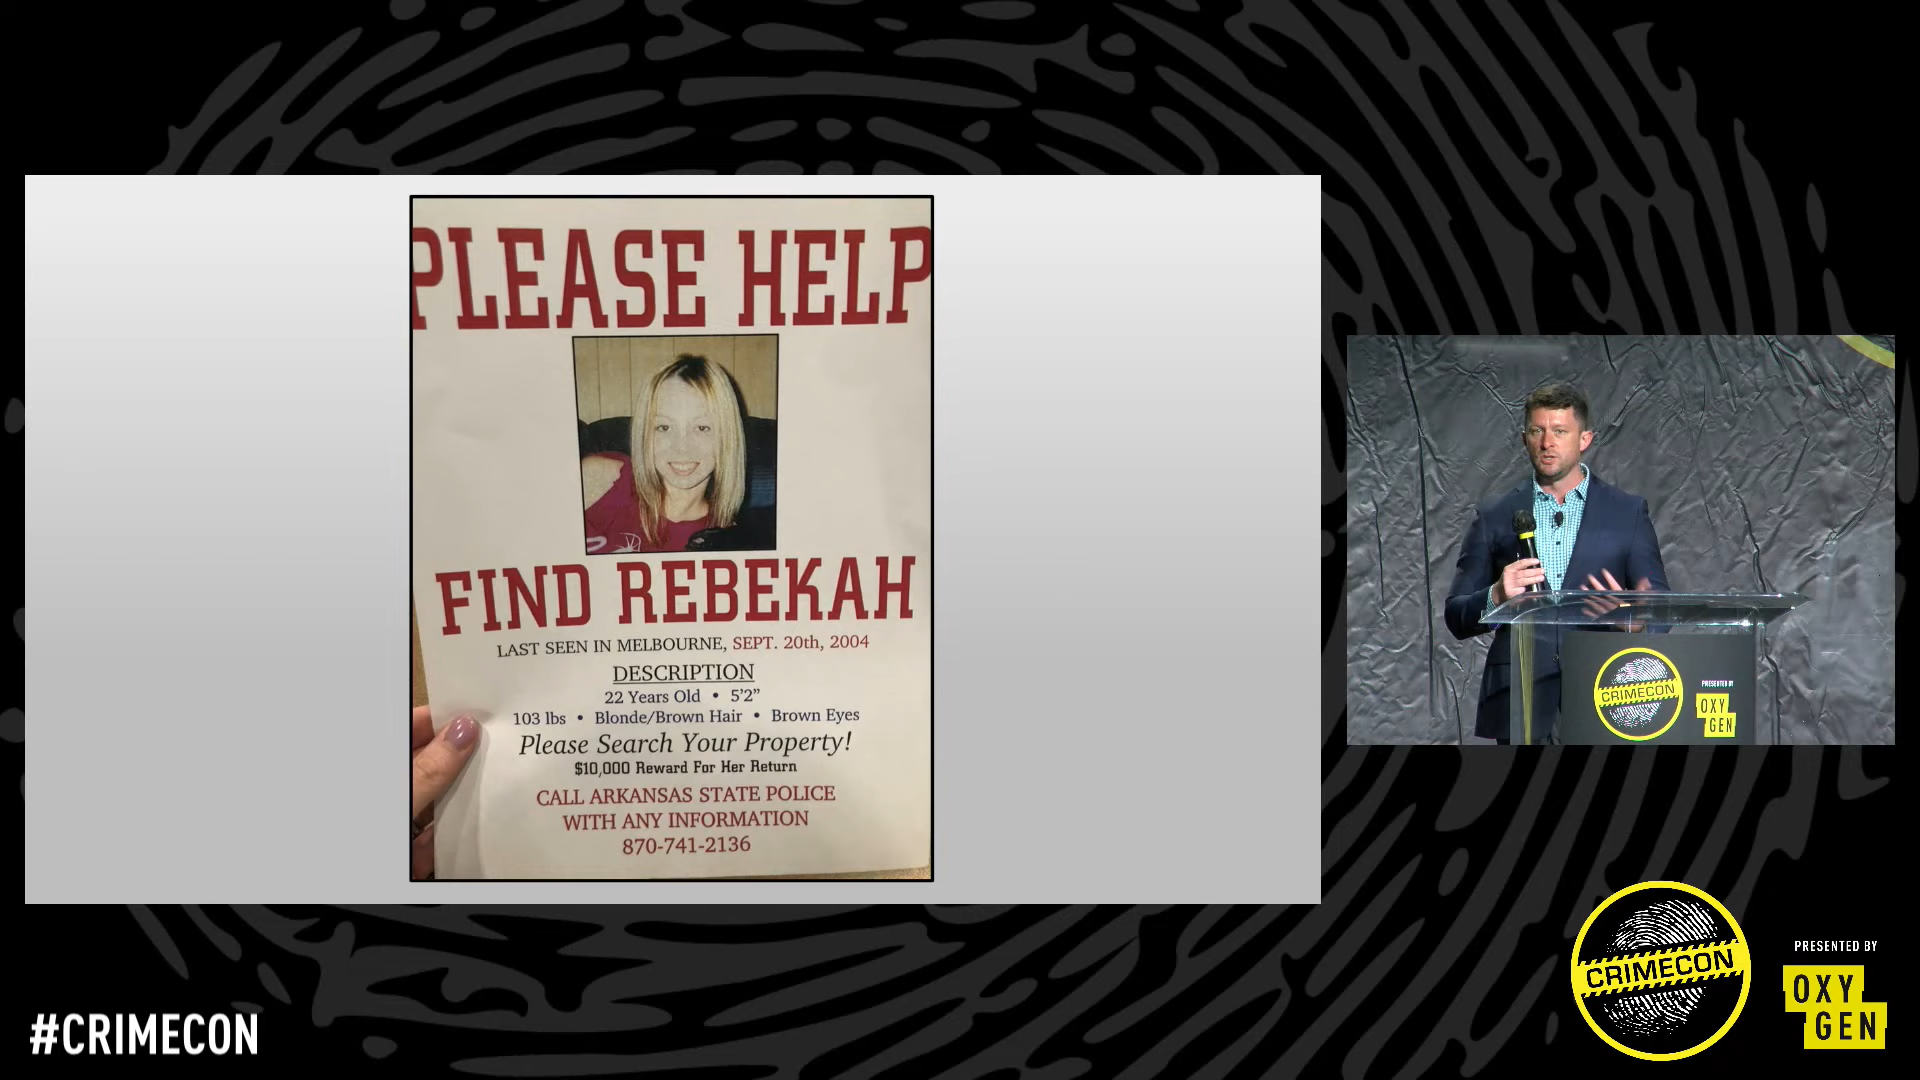 PLEASE HELP
FIND REBEKAH
LAST SEEN IN MELBOURNE, SEPT. 20th, 2004
DESCRIPTION
22 Years Old • 5'2”
103 lbs • Blonde/Brown Hair • Brown Eyes
Please Search Your Property!
$10,000 Reward For Her Return
CALL ARKANSAS STATE POLICE
WITH ANY INFORMATION
870-741-2136
CRIMECON
PRESENTED BY
OXY
GEN
#CRIMECON
CRIMECON
PRESENTED BY
OXY
GEN